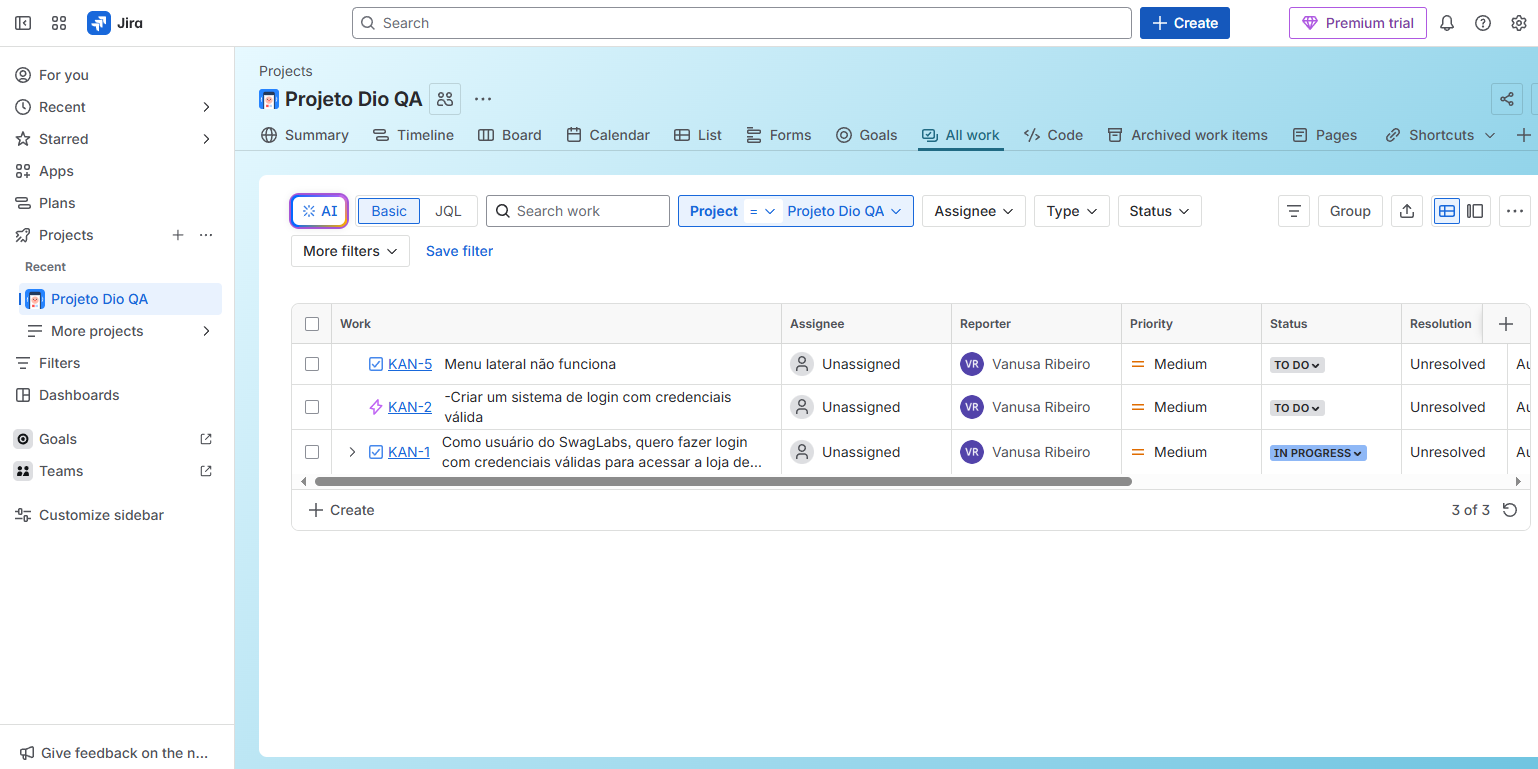 Jira
Search
Create
Premium trial
For you
Recent
Starred
Apps
Plans
Projects
Recent
Projeto Dio QA
More projects
Filters
Dashboards
Goals
Teams
Customize sidebar
Give feedback on the n...
Projects
Projeto Dio QA
Summary Timeline Board Calendar List Forms Goals All work Code Archived work items Pages Shortcuts
AI Basic JQL Search work Project = Projeto Dio QA Assignee Type Status Group
More filters Save filter
Work Assignee Reporter Priority Status Resolution
KAN-5 Menu lateral não funciona Unassigned VR Vanusa Ribeiro Medium TO DO Unresolved Au
KAN-2 -Criar um sistema de login com credenciais
válida Unassigned VR Vanusa Ribeiro Medium TO DO Unresolved Au
KAN-1 Como usuário do SwagLabs, quero fazer login
com credenciais válidas para acessar a loja de... Unassigned VR Vanusa Ribeiro Medium IN PROGRESS Unresolved Au
Create 3 of 3